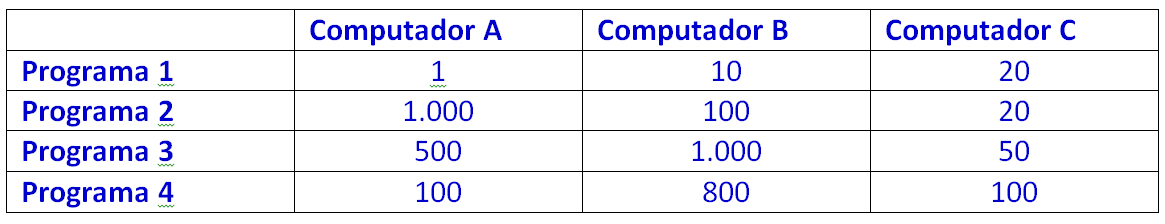 Computador A Computador B Computador C
Programa 1 1 10 20
Programa 2 1.000 100 20
Programa 3 500 1.000 50
Programa 4 100 800 100